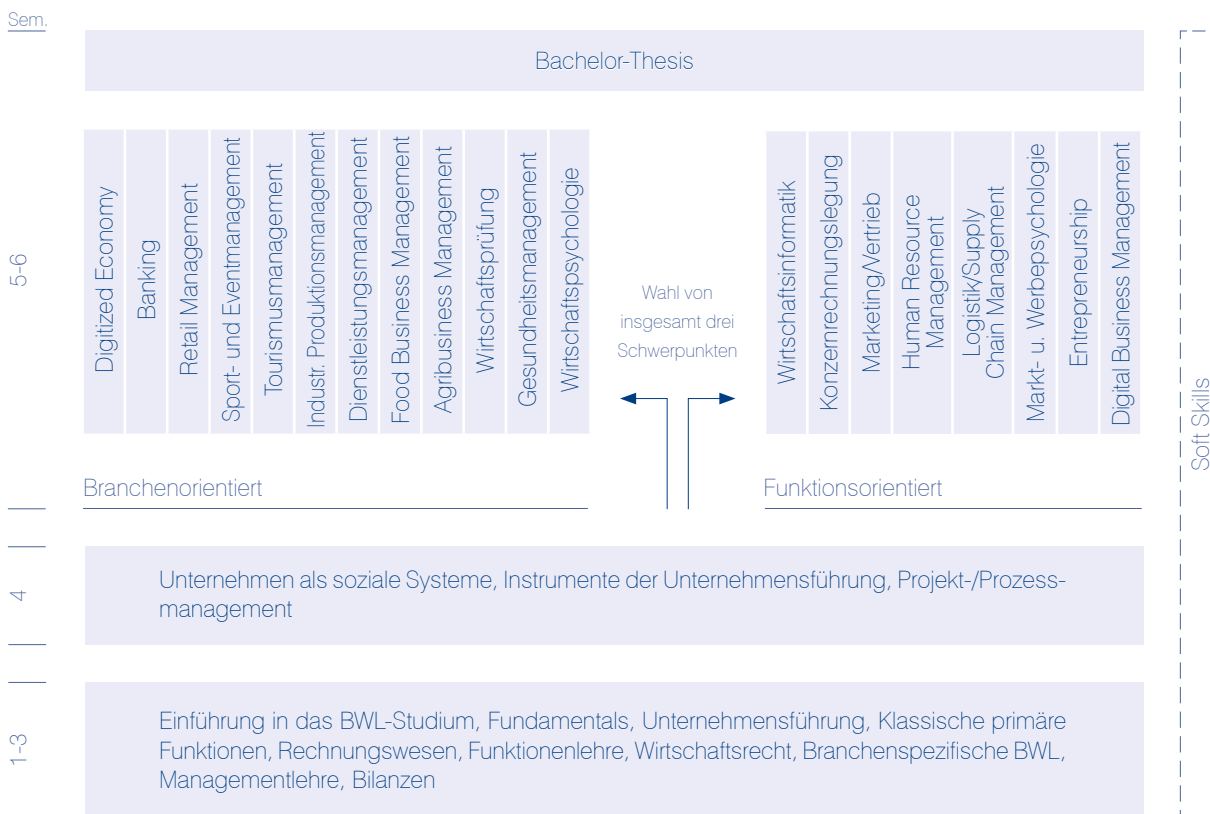 Sem.
Bachelor-Thesis
5-6
Digitized Economy
Banking
Retail Management
Sport- und Eventmanagement
Tourismusmanagement
Industr. Produktionsmanagement
Dienstleistungsmanagement
Food Business Management
Agribusiness Management
Wirtschaftsprüfung
Gesundheitsmanagement
Wirtschaftspsychologie
Wahl von
insgesamt drei
Schwerpunkten
Wirtschaftsinformatik
Konzernrechnungslegung
Marketing/Vertrieb
Human Resource
Management
Logistik/Supply
Chain Management
Markt- u. Werbepsychologie
Entrepreneurship
Digital Business Management
Soft Skills
Branchenorientiert
Funktionsorientiert
4
Unternehmen als soziale Systeme, Instrumente der Unternehmensführung, Projekt-/Prozess-
management
1-3
Einführung in das BWL-Studium, Fundamentals, Unternehmensführung, Klassische primäre
Funktionen, Rechnungswesen, Funktionenlehre, Wirtschaftsrecht, Branchenspezifische BWL,
Managementlehre, Bilanzen